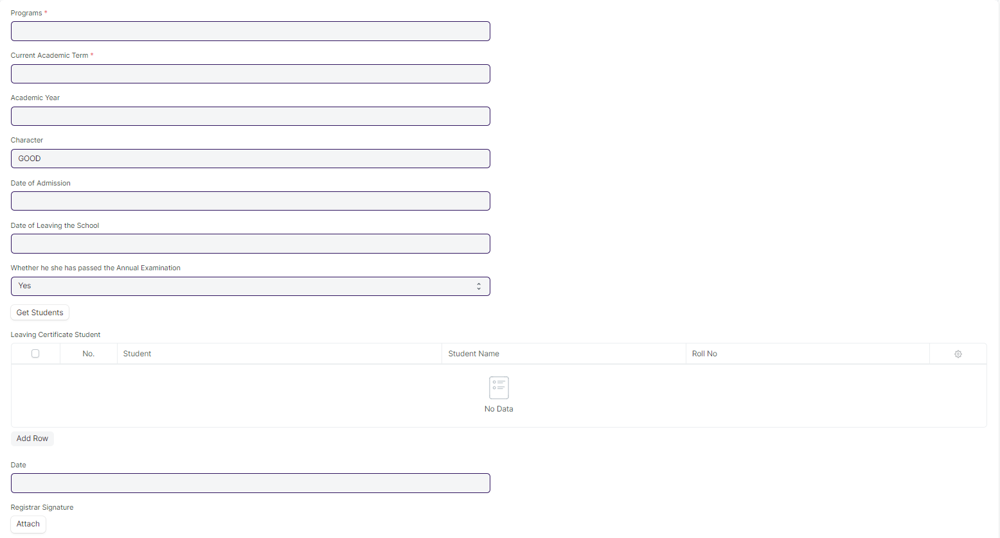 Programs *
Current Academic Term *
Academic Year
Character
GOOD
Date of Admission
Date of Leaving the School
Whether he she has passed the Annual Examination
Yes
Get Students
Leaving Certificate Student
No. Student Student Name Roll No
No Data
Add Row
Date
Registrar Signature
Attach